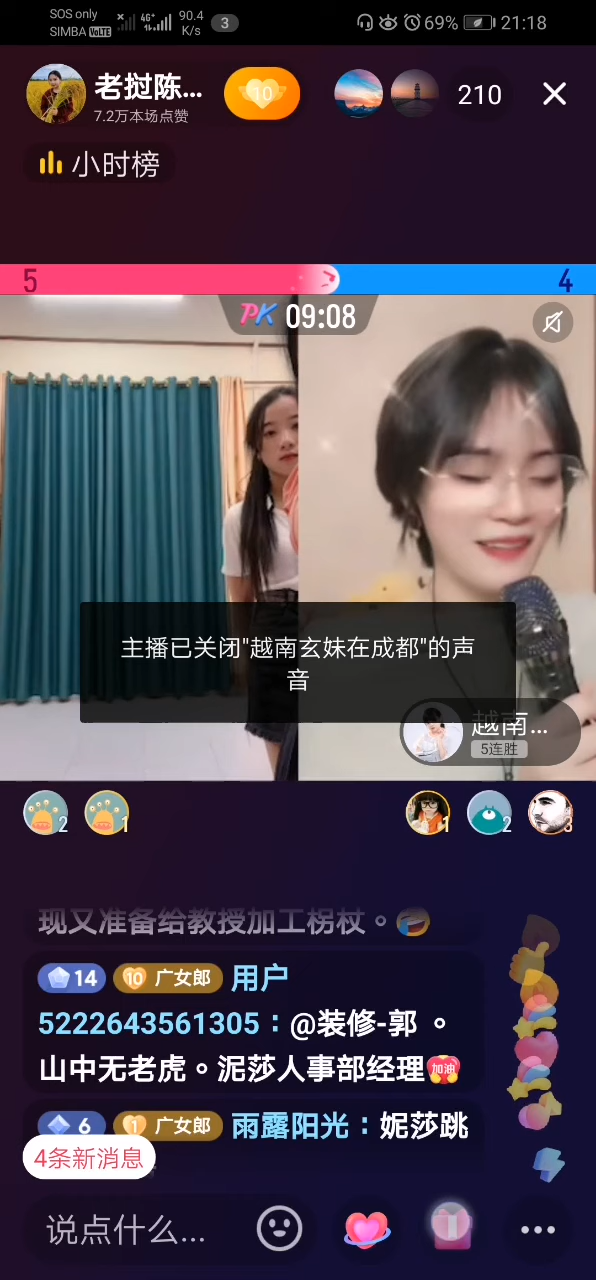 SOS only
SIMBA VoLTE
4G+
90.4
K/s
3
69%
21:18
老挝陈...
7.2万本场点赞
10
210
小时榜
5
4
PK 09:08
主播已关闭"越南玄妹在成都"的声
音
越南...
5连胜
2
1
1
2
3
现又准备给教授加工拐杖。
14 10 广女郎 用户
5222643561305：@装修-郭 。
山中无老虎。泥莎人事部经理加油
6 1 广女郎 雨露阳光：妮莎跳
4条新消息
说点什么...